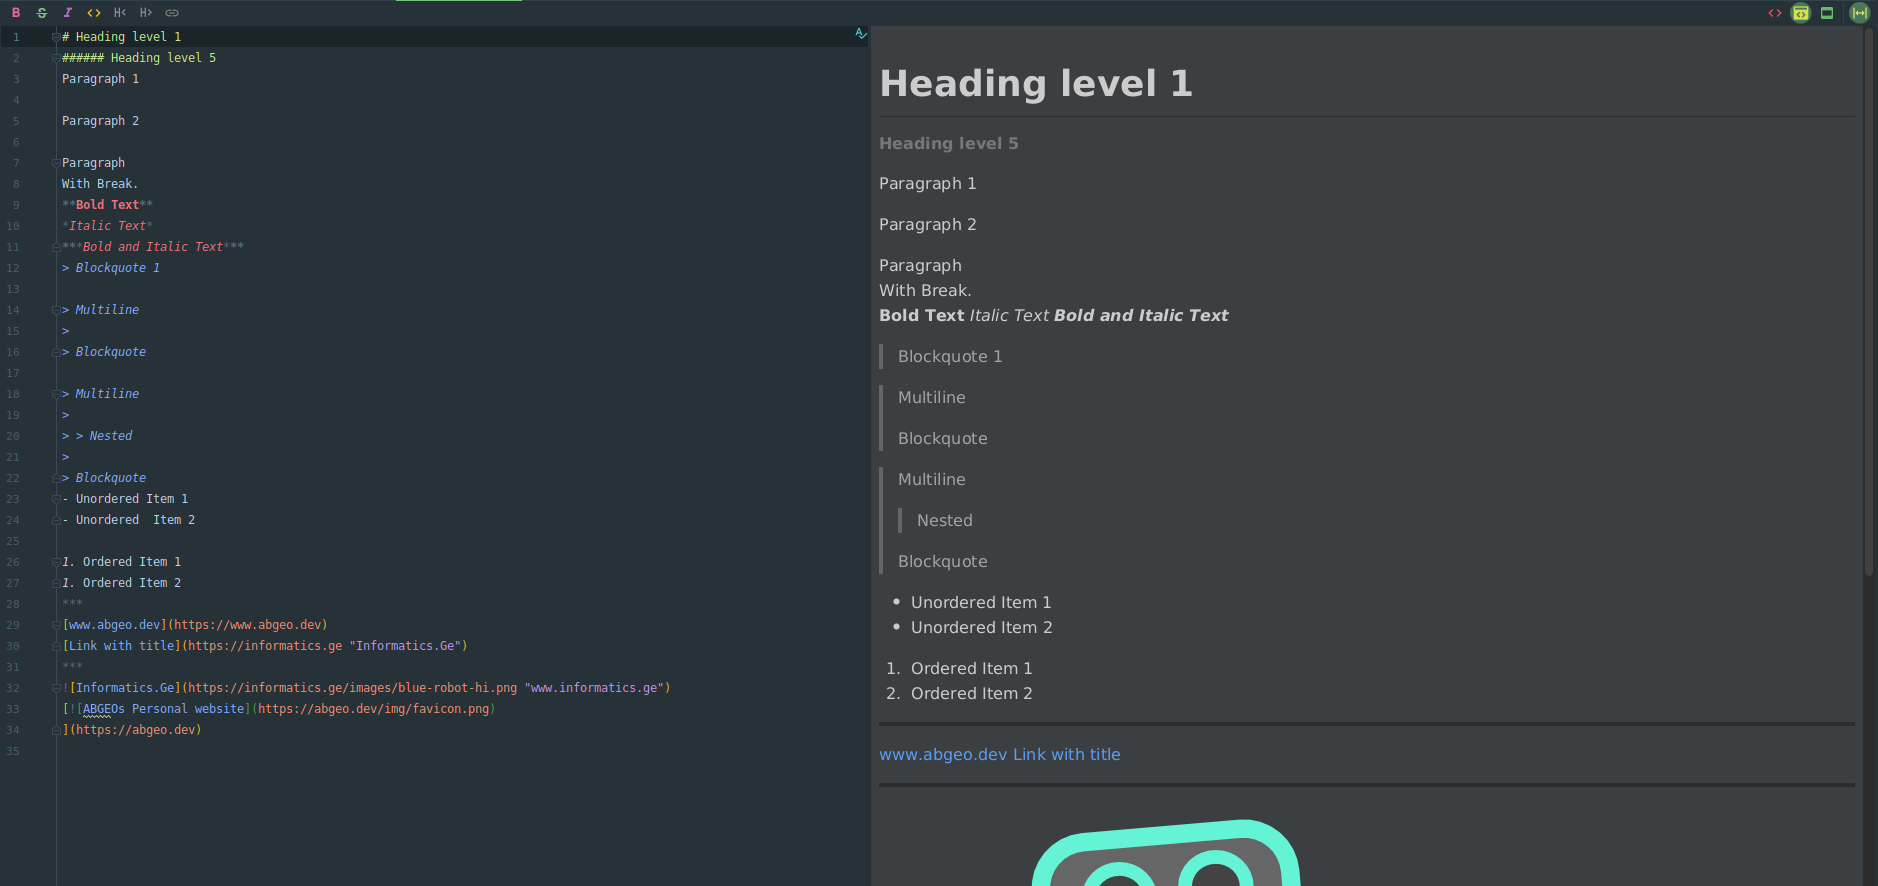 B S I <> H< H>
1 # Heading level 1
2 ###### Heading level 5
3 Paragraph 1
4
5 Paragraph 2
6
7 Paragraph
8 With Break.
9 **Bold Text**
10 *Italic Text*
11 ***Bold and Italic Text***
12 > Blockquote 1
13
14 > Multiline
15 >
16 > Blockquote
17
18 > Multiline
19 >
20 > > Nested
21 >
22 > Blockquote
23 - Unordered Item 1
24 - Unordered  Item 2
25
26 1. Ordered Item 1
27 1. Ordered Item 2
28 ***
29 [www.abgeo.dev](https://www.abgeo.dev)
30 [Link with title](https://informatics.ge "Informatics.Ge")
31 ***
32 ![Informatics.Ge](https://informatics.ge/images/blue-robot-hi.png "www.informatics.ge")
33 [![ABGEOs Personal website](https://abgeo.dev/img/favicon.png)
34 ](https://abgeo.dev)
35
Heading level 1
Heading level 5
Paragraph 1
Paragraph 2
Paragraph
With Break.
Bold Text Italic Text Bold and Italic Text
Blockquote 1
Multiline
Blockquote
Multiline
Nested
Blockquote
• Unordered Item 1
• Unordered Item 2
1. Ordered Item 1
2. Ordered Item 2
www.abgeo.dev Link with title